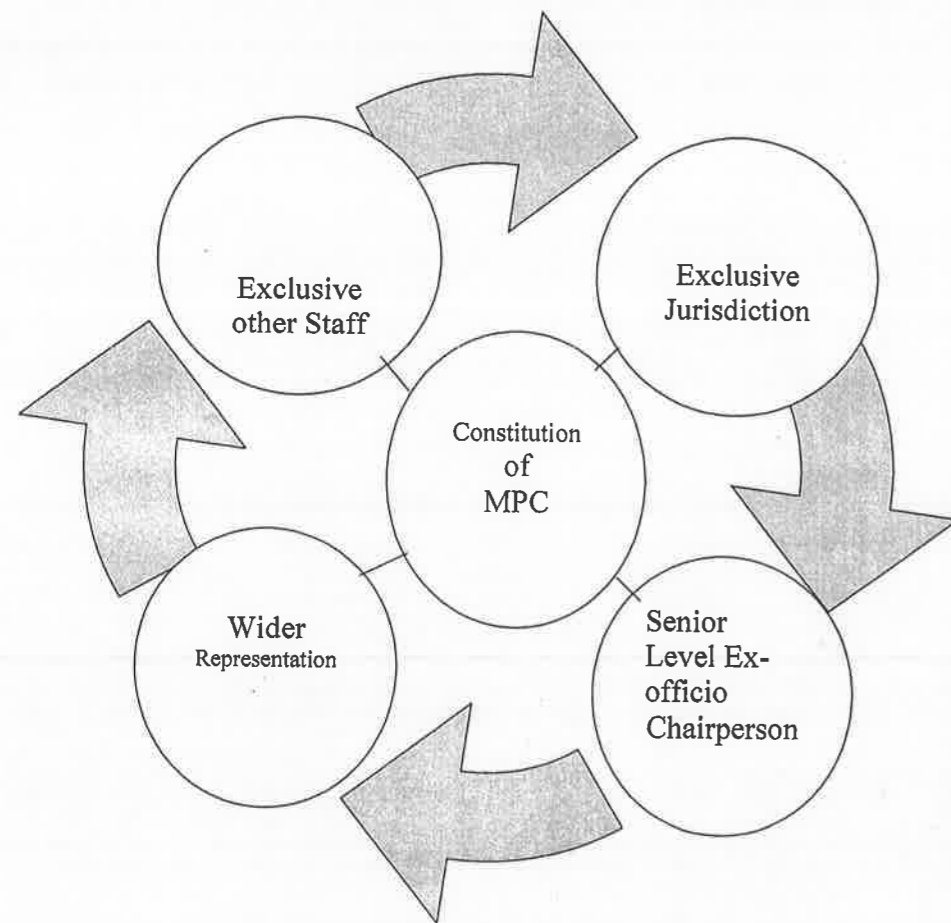 Exclusive
other Staff
Exclusive
Jurisdiction
Constitution
of
MPC
Wider
Representation
Senior
Level Ex-
officio
Chairperson